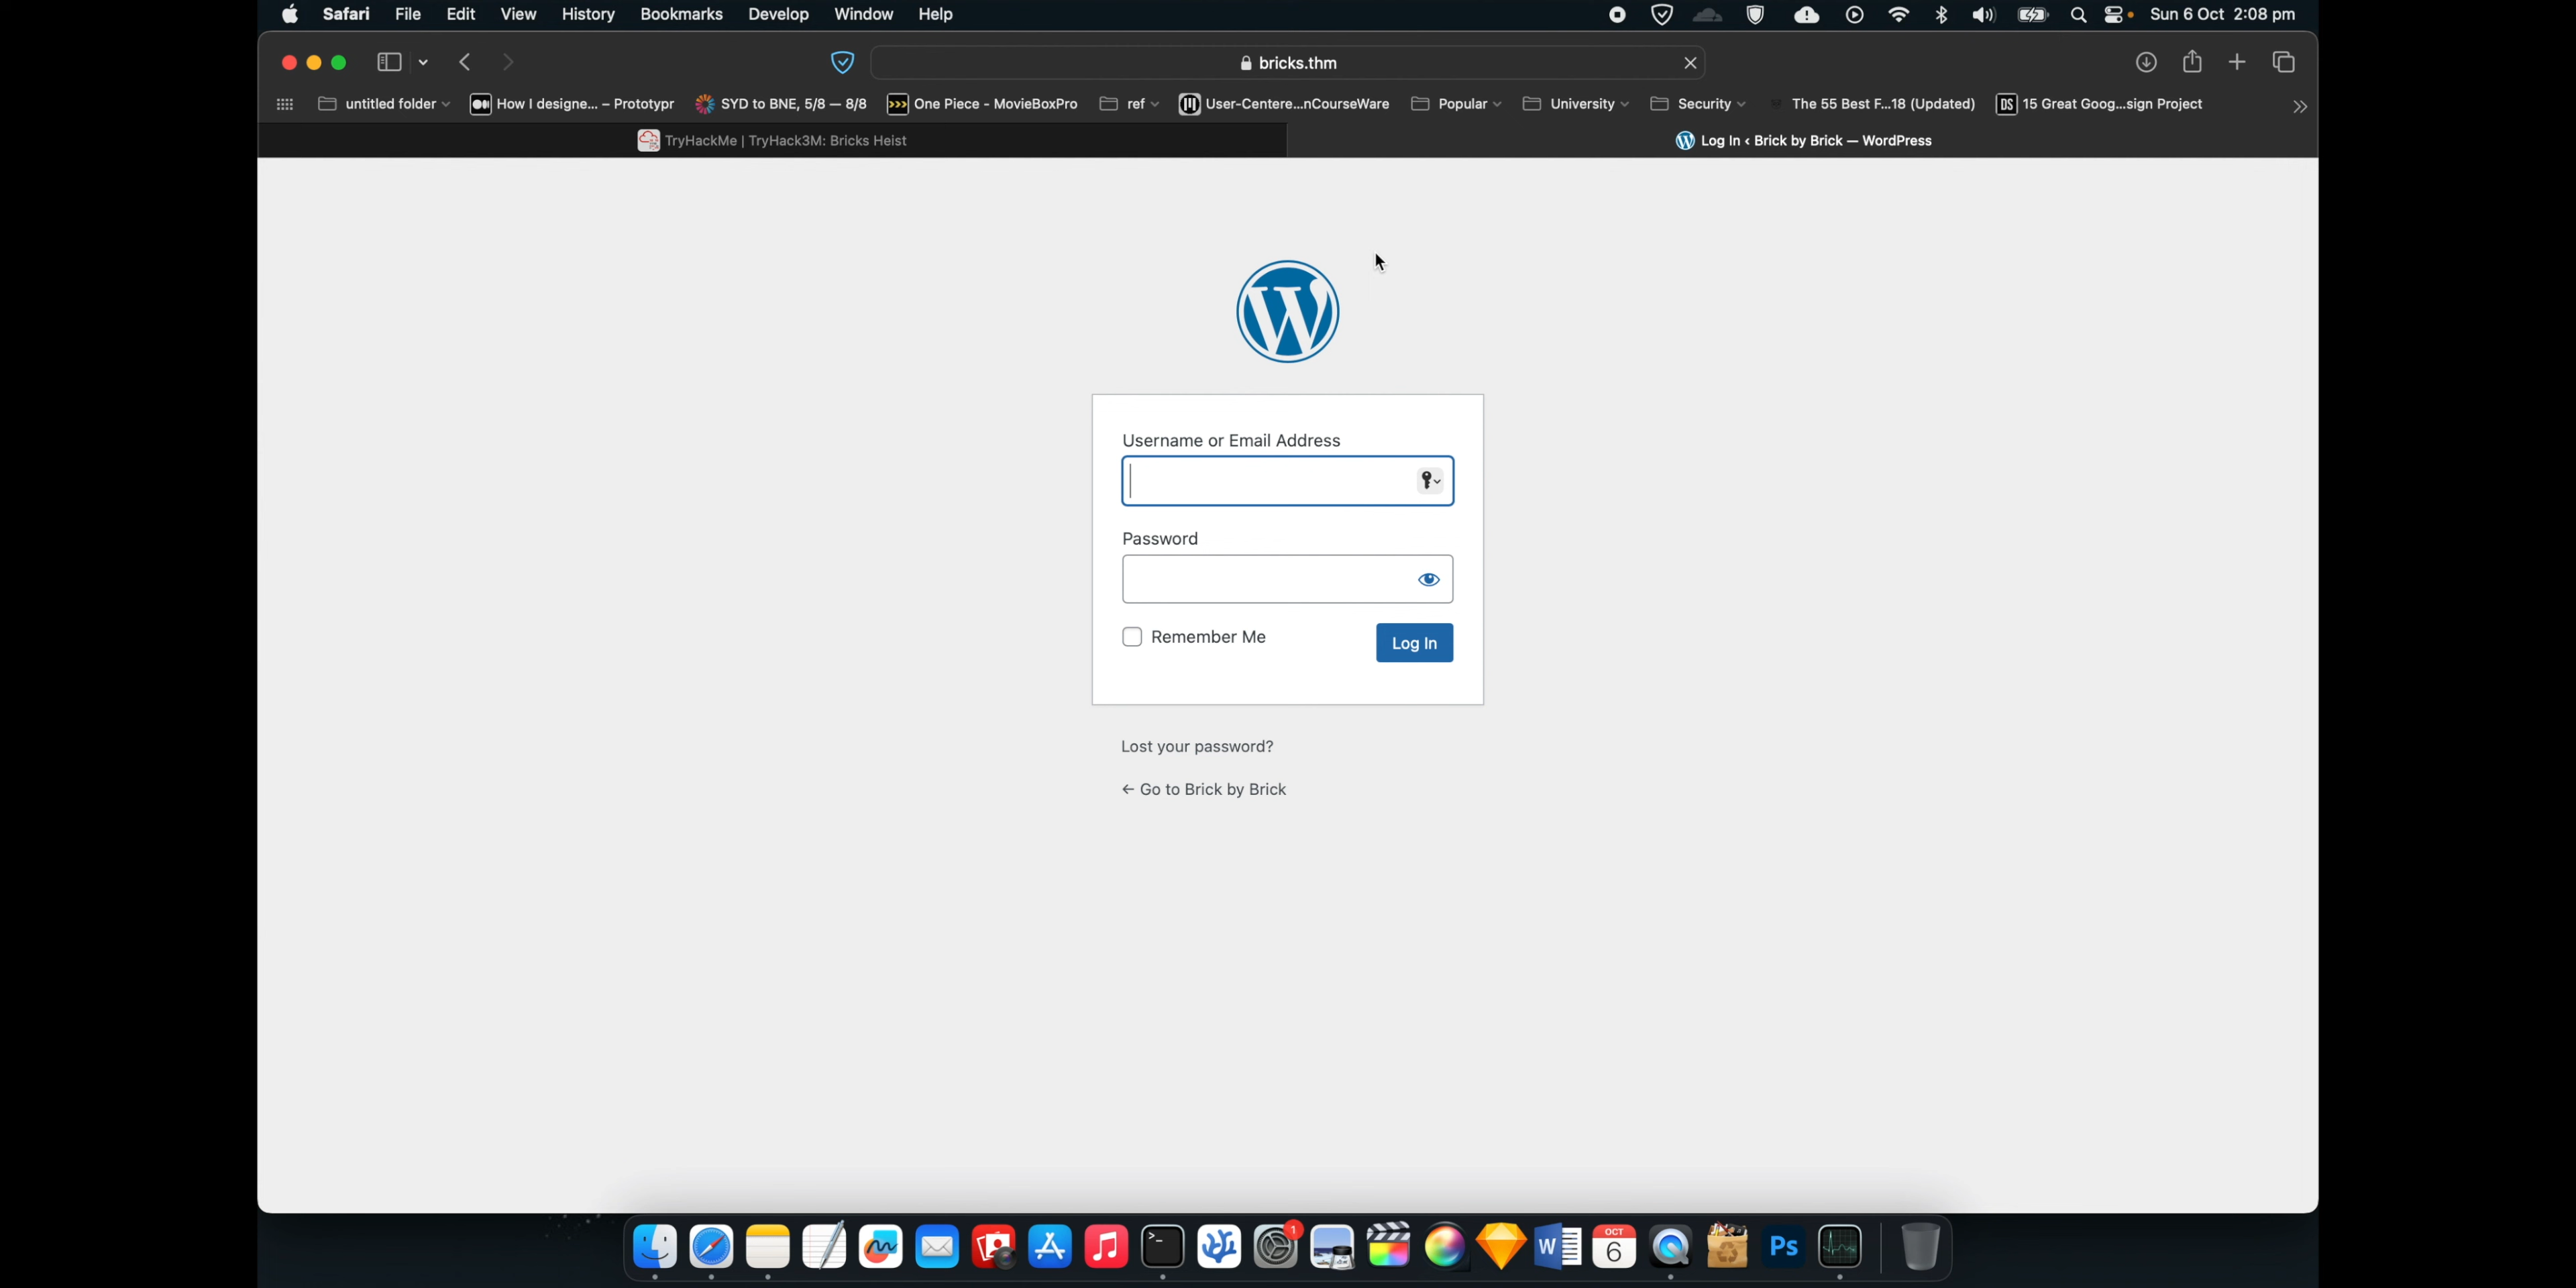 Safari File Edit View History Bookmarks Develop Window Help Sun 6 Oct 2:08 pm
bricks.thm
untitled folder How I designe... – Prototypr SYD to BNE, 5/8 — 8/8 One Piece - MovieBoxPro ref User-Centere...nCourseWare Popular University Security The 55 Best F...18 (Updated) DS 15 Great Goog...sign Project
TryHackMe | TryHack3M: Bricks Heist Log In ‹ Brick by Brick — WordPress
Username or Email Address
Password
Remember Me Log In
Lost your password?
← Go to Brick by Brick
1 W OCT 6 Ps